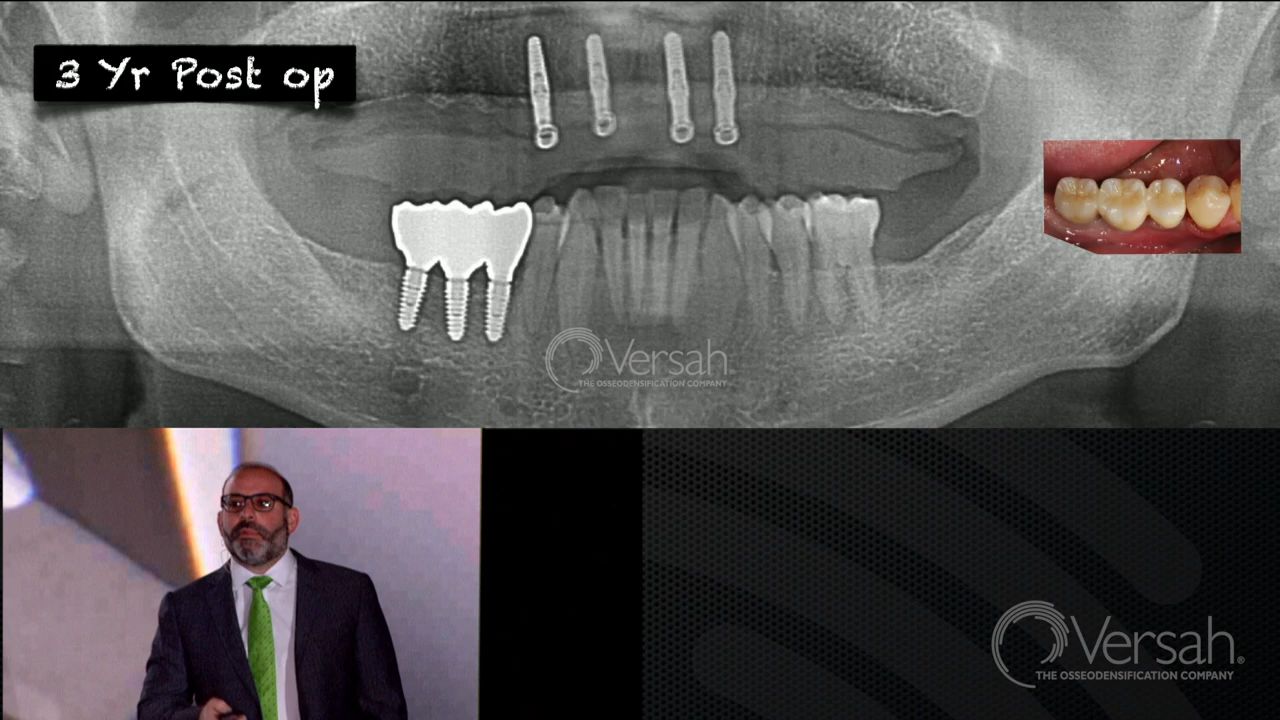 3 Yr Post op
Versah
THE OSSEODENSIFICATION COMPANY
Versah®
THE OSSEODENSIFICATION COMPANY